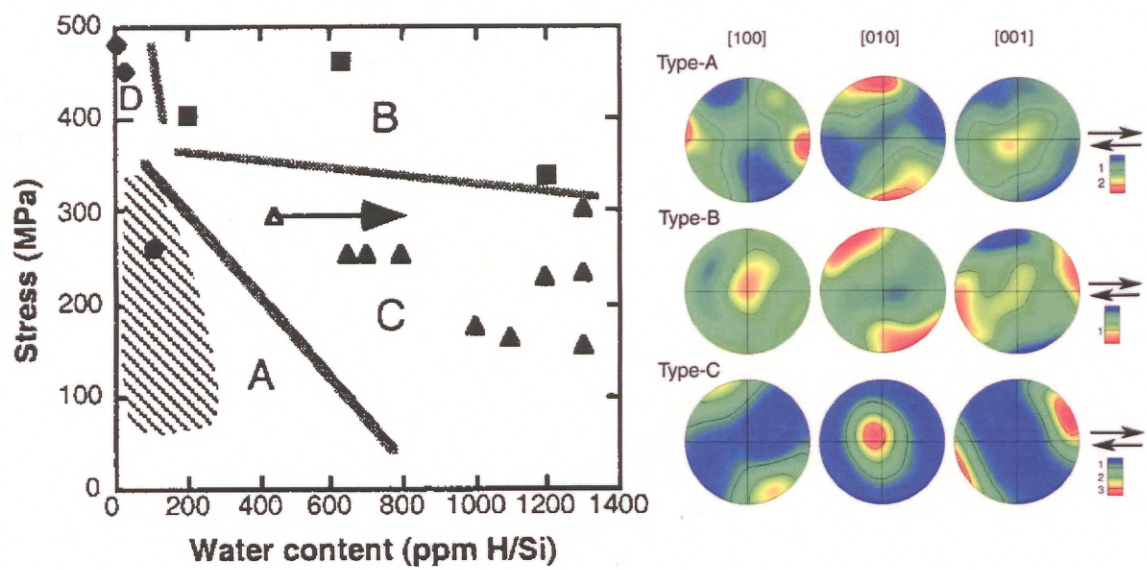 500
400
300
200
100
0
Stress (MPa)
D
B
C
A
0
200
400
600
800
1000
1200
1400
Water content (ppm H/Si)
[100]
[010]
[001]
Type-A
1
2
Type-B
1
Type-C
1
2
3